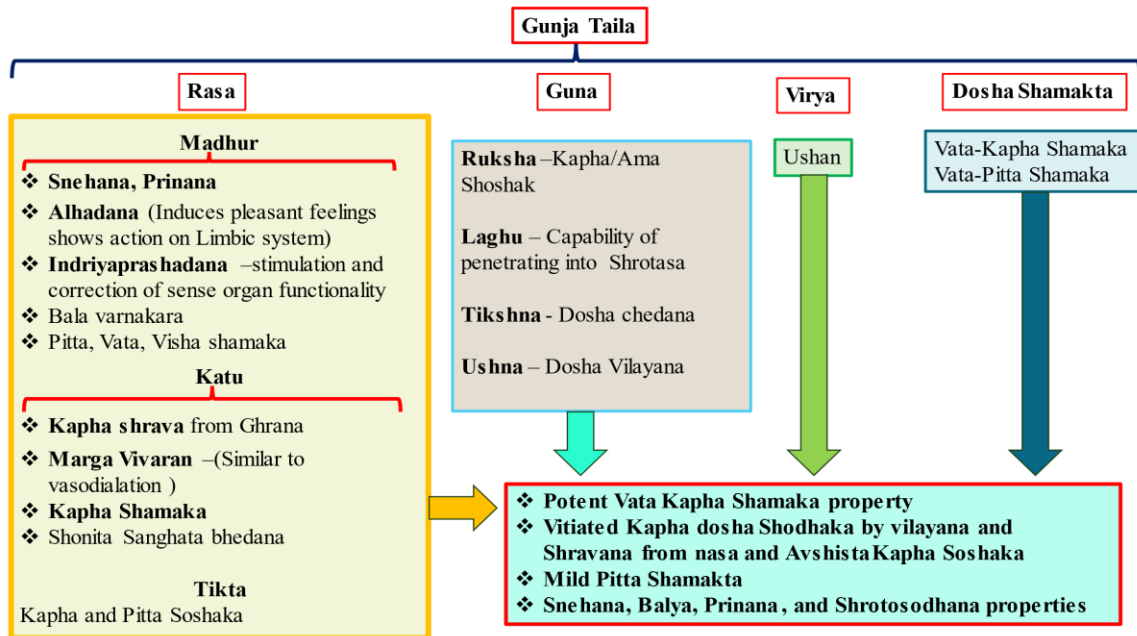 Gunja Taila
Rasa
Madhur
❖ Snehana, Prinana
❖ Alhadana (Induces pleasant feelings
shows action on Limbic system)
❖ Indriyaprashadana –stimulation and
correction of sense organ functionality
❖ Bala varnakara
❖ Pitta, Vata, Visha shamaka
Katu
❖ Kapha shrava from Ghrana
❖ Marga Vivaran –(Similar to
vasodialation )
❖ Kapha Shamaka
❖ Shonita Sanghata bhedana
Tikta
Kapha and Pitta Soshaka
Guna
Ruksha –Kapha/Ama
Shoshak
Laghu – Capability of
penetrating into Shrotasa
Tikshna - Dosha chedana
Ushna – Dosha Vilayana
Virya
Ushan
Dosha Shamakta
Vata-Kapha Shamaka
Vata-Pitta Shamaka
❖ Potent Vata Kapha Shamaka property
❖ Vitiated Kapha dosha Shodhaka by vilayana and
Shravana from nasa and Avshista Kapha Soshaka
❖ Mild Pitta Shamakta
❖ Snehana, Balya, Prinana , and Shrotosodhana properties